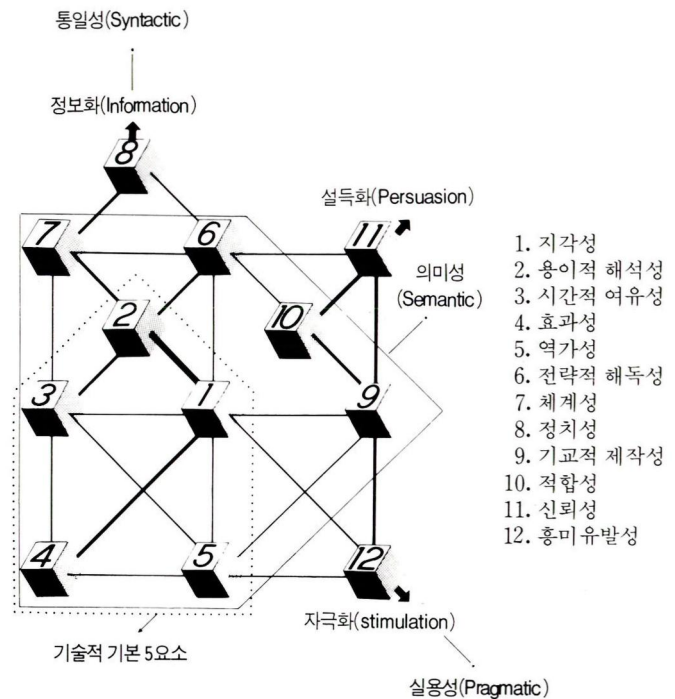 통일성(Syntactic)
정보화(Information)
8
설득화(Persuasion)
7
6
11
의미성
(Semantic)
2
10
3
1
9
4
5
12
자극화(stimulation)
기술적 기본 5요소
실용성(Pragmatic)
1. 지각성
2. 용이적 해석성
3. 시간적 여유성
4. 효과성
5. 역가성
6. 전략적 해독성
7. 체계성
8. 정치성
9. 기교적 제작성
10. 적합성
11. 신뢰성
12. 흥미유발성